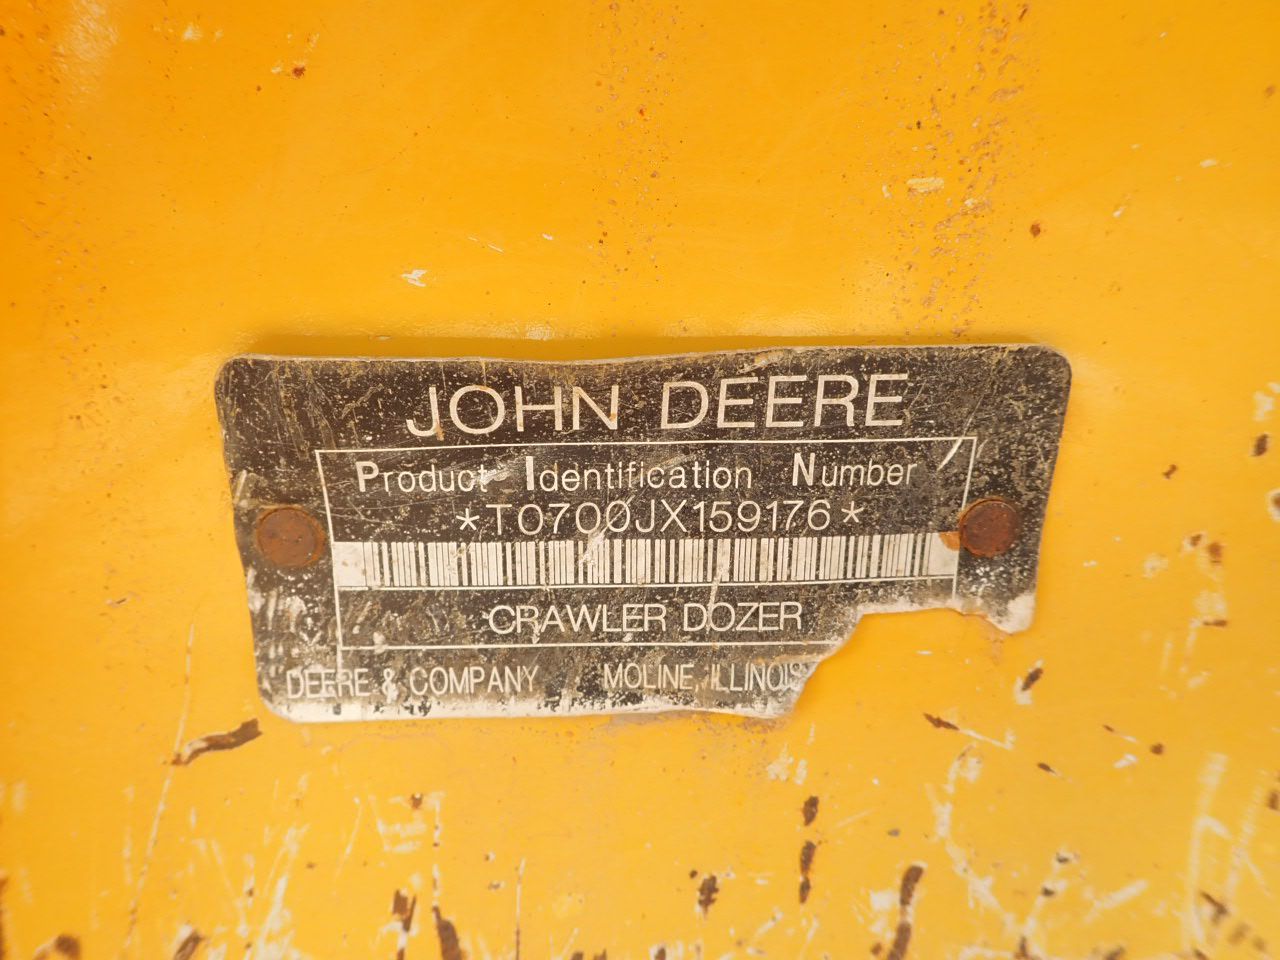 JOHN DEERE
Product Identification Number
*T0700JX159176*
CRAWLER DOZER
DEERE & COMPANY MOLINE, ILLINOIS